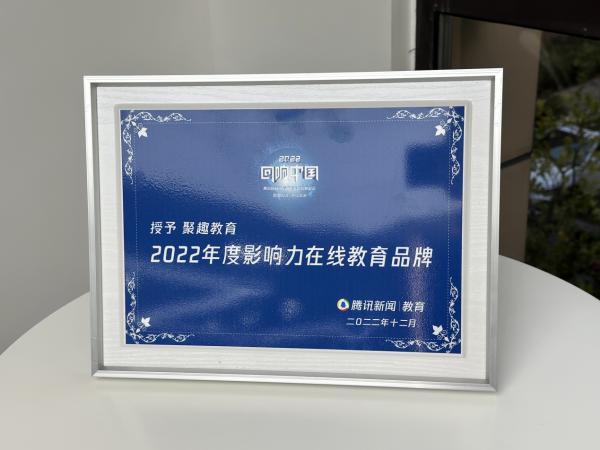 2022
回响中国
授予 聚趣教育
2022年度影响力在线教育品牌
腾讯新闻 | 教育
二〇二二年十二月